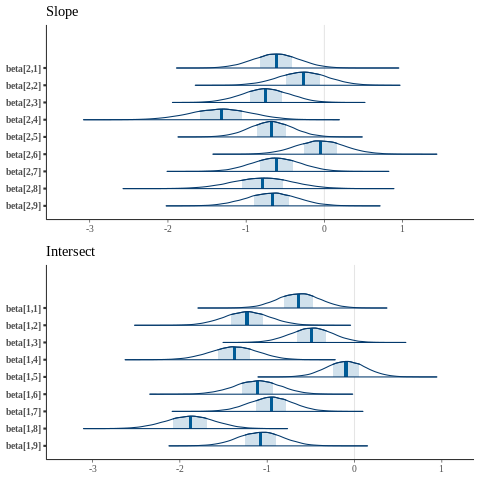 Slope
beta[2,1]
beta[2,2]
beta[2,3]
beta[2,4]
beta[2,5]
beta[2,6]
beta[2,7]
beta[2,8]
beta[2,9]
-3 -2 -1 0 1
Intersect
beta[1,1]
beta[1,2]
beta[1,3]
beta[1,4]
beta[1,5]
beta[1,6]
beta[1,7]
beta[1,8]
beta[1,9]
-3 -2 -1 0 1